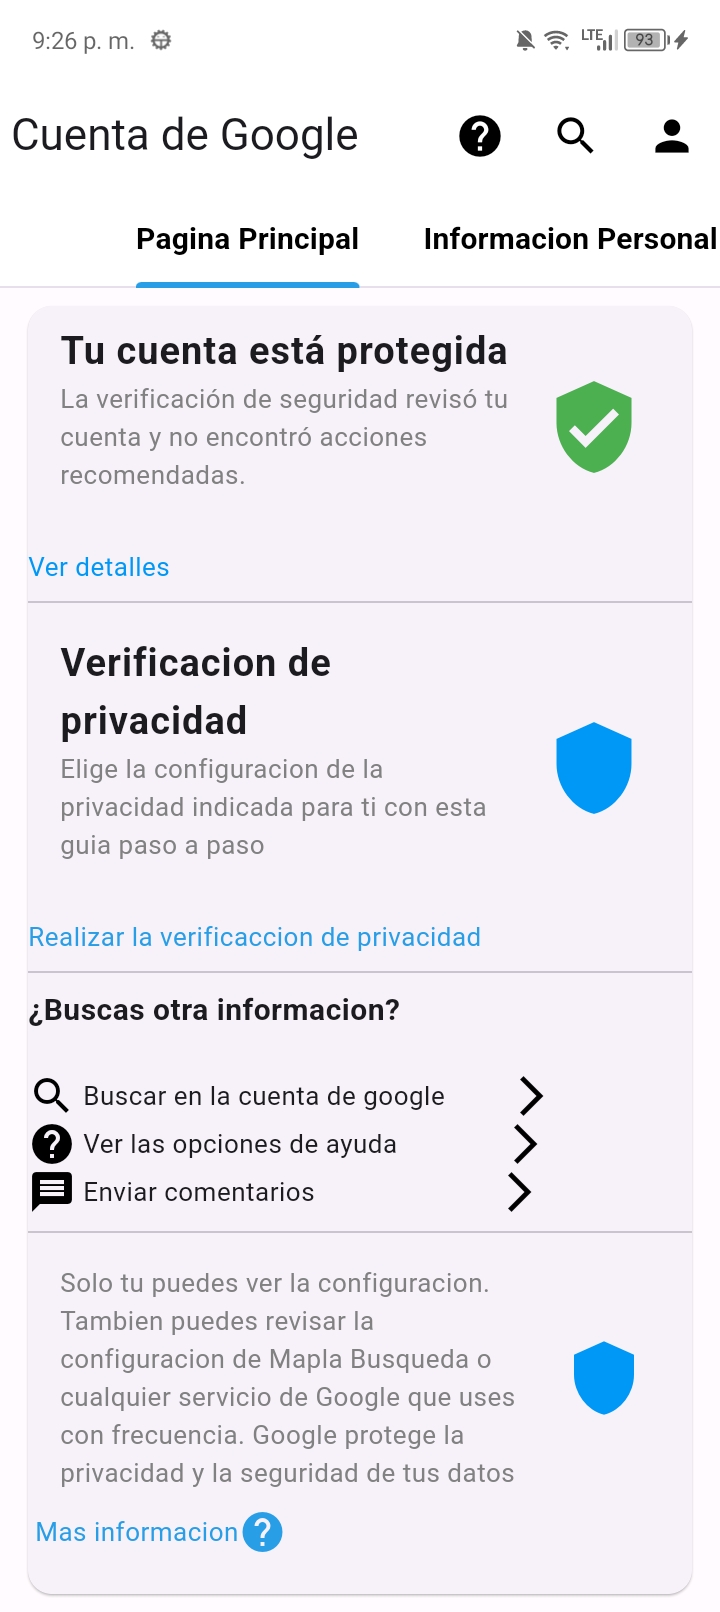 9:26 p. m.
LTE
93
Cuenta de Google
Pagina Principal
Informacion Personal
Tu cuenta está protegida
La verificación de seguridad revisó tu
cuenta y no encontró acciones
recomendadas.
Ver detalles
Verificacion de
privacidad
Elige la configuracion de la
privacidad indicada para ti con esta
guia paso a paso
Realizar la verificaccion de privacidad
¿Buscas otra informacion?
Buscar en la cuenta de google
Ver las opciones de ayuda
Enviar comentarios
Solo tu puedes ver la configuracion.
Tambien puedes revisar la
configuracion de Mapla Busqueda o
cualquier servicio de Google que uses
con frecuencia. Google protege la
privacidad y la seguridad de tus datos
Mas informacion